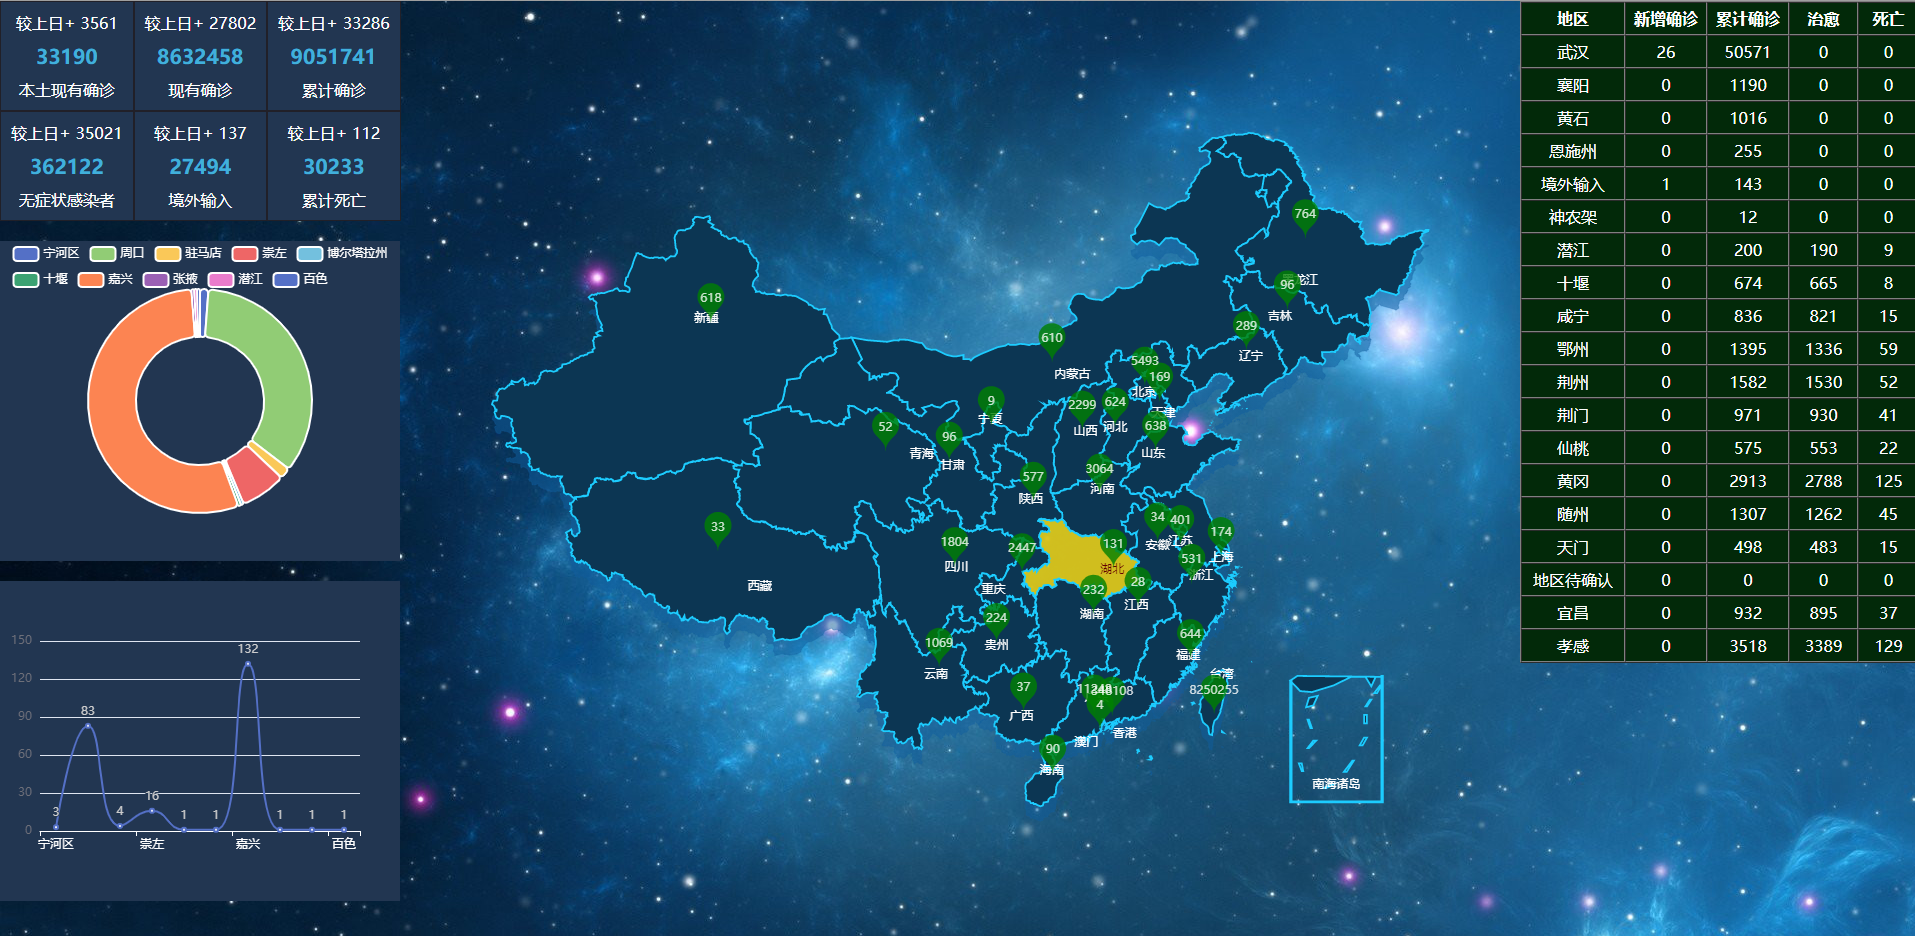 较上日+ 3561
33190
本土现有确诊
较上日+ 27802
8632458
现有确诊
较上日+ 33286
9051741
累计确诊
较上日+ 35021
362122
无症状感染者
较上日+ 137
27494
境外输入
较上日+ 112
30233
累计死亡
宁河区 周口 驻马店 崇左 博尔塔拉州
十堰 嘉兴 张掖 潜江 百色
150
120
90
60
30
0
3
83
4
16
1
1
132
1
1
1
宁河区 崇左 嘉兴 百色
764
龙江
96
吉林
289
辽宁
618
新疆
610
内蒙古
5493
北京
169
天津
9
宁夏
2299
山西
624
河北
638
山东
52
青海
96
甘肃
577
陕西
3064
河南
33
西藏
1804
四川
2447
重庆
131
湖北
34
安徽
401
江苏
174
上海
531
浙江
232
湖南
28
江西
224
贵州
1069
云南
644
福建
37
广西
台湾
8250255
4
澳门
香港
90
海南
南海诸岛
地区 新增确诊 累计确诊 治愈 死亡
武汉 26 50571 0 0
襄阳 0 1190 0 0
黄石 0 1016 0 0
恩施州 0 255 0 0
境外输入 1 143 0 0
神农架 0 12 0 0
潜江 0 200 190 9
十堰 0 674 665 8
咸宁 0 836 821 15
鄂州 0 1395 1336 59
荆州 0 1582 1530 52
荆门 0 971 930 41
仙桃 0 575 553 22
黄冈 0 2913 2788 125
随州 0 1307 1262 45
天门 0 498 483 15
地区待确认 0 0 0 0
宜昌 0 932 895 37
孝感 0 3518 3389 129